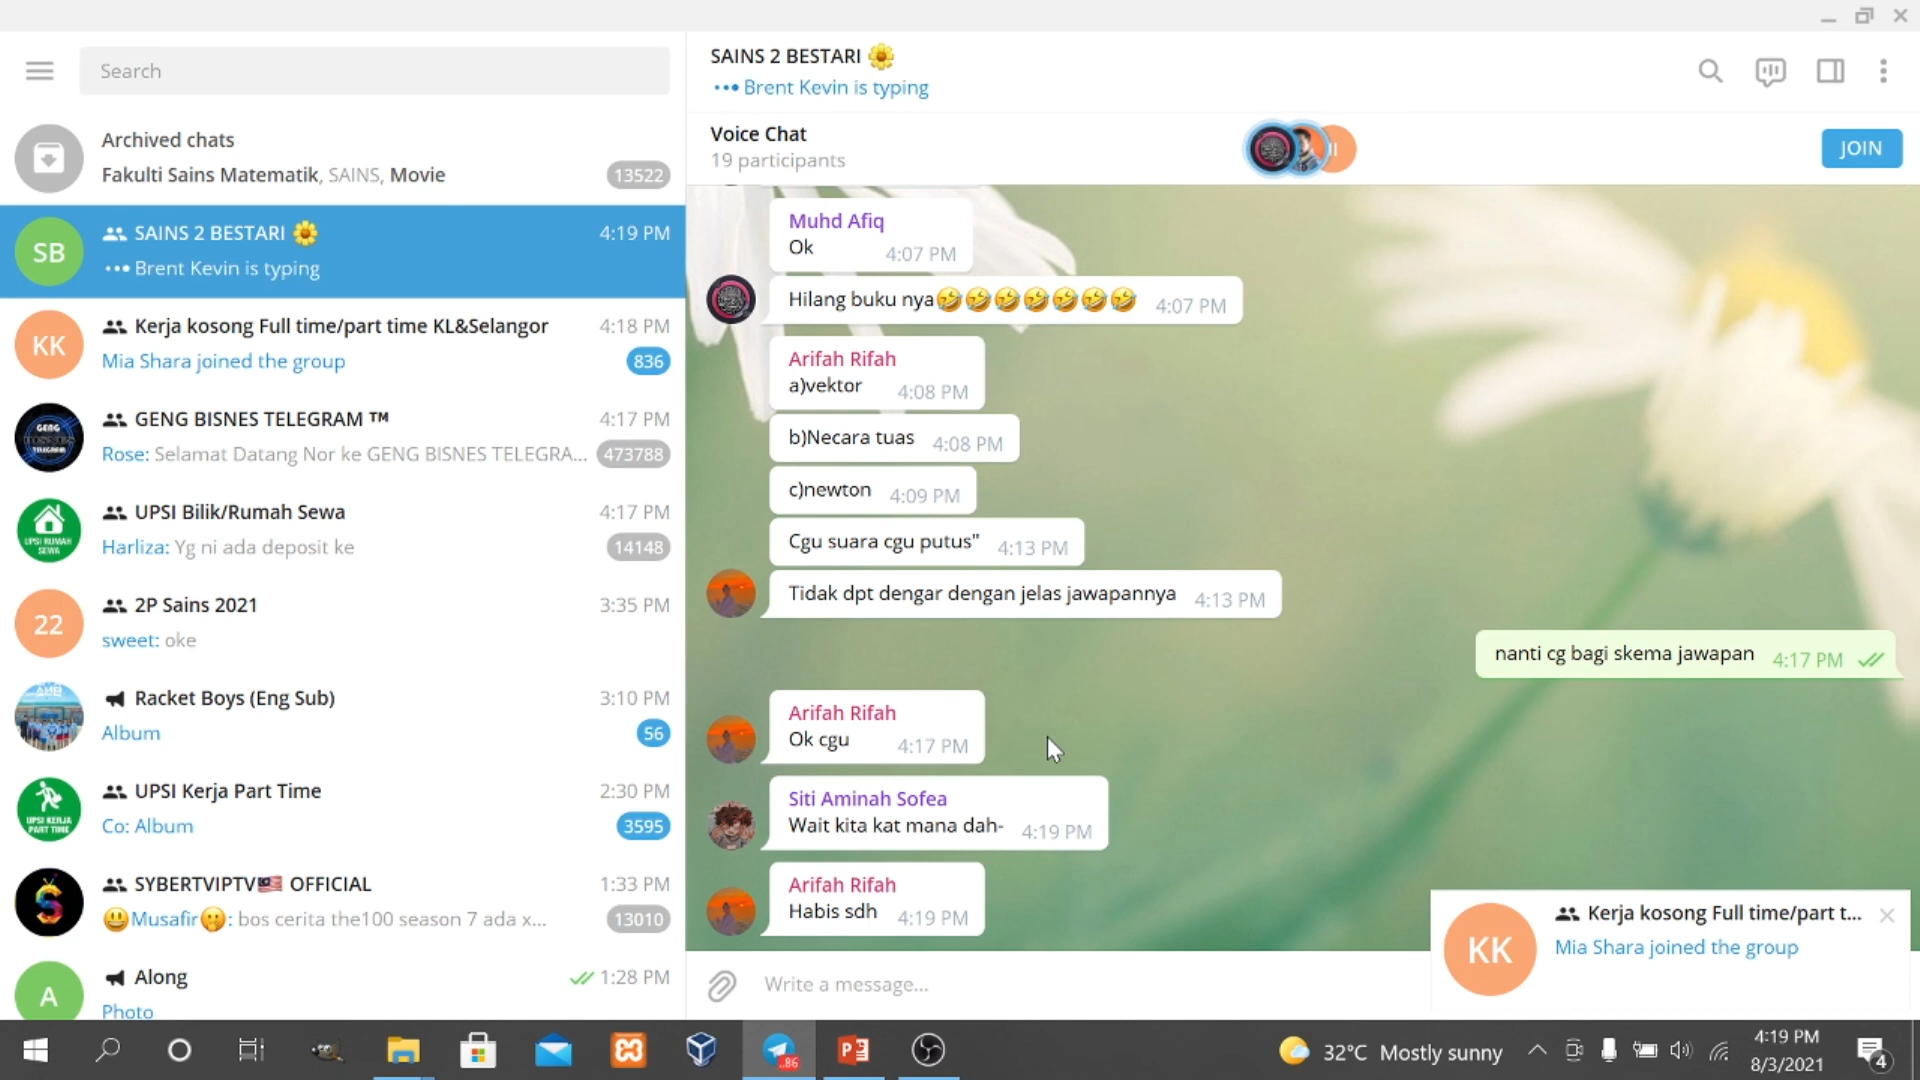 Search
Archived chats
Fakulti Sains Matematik, SAINS, Movie
13522
SB
SAINS 2 BESTARI 🌼
4:19 PM
Brent Kevin is typing
KK
Kerja kosong Full time/part time KL&Selangor
4:18 PM
Mia Shara joined the group
836
GENG BISNES TELEGRAM ™
4:17 PM
Rose: Selamat Datang Nor ke GENG BISNES TELEGRA...
473788
UPSI RUMAH
SEWA
UPSI Bilik/Rumah Sewa
4:17 PM
Harliza: Yg ni ada deposit ke
14148
22
2P Sains 2021
3:35 PM
sweet: oke
Racket Boys (Eng Sub)
3:10 PM
Album
56
UPSI KERJA
PART TIME
UPSI Kerja Part Time
2:30 PM
Co: Album
3595
S
SYBERTVIPTV🇲🇾 OFFICIAL
1:33 PM
😃Musafir🤭: bos cerita the100 season 7 ada x...
13010
A
Along
1:28 PM
Photo
SAINS 2 BESTARI 🌼
Brent Kevin is typing
Voice Chat
19 participants
JOIN
Muhd Afiq
Ok 4:07 PM
Hilang buku nya🤣🤣🤣🤣🤣🤣🤣 4:07 PM
Arifah Rifah
a)vektor 4:08 PM
b)Necara tuas 4:08 PM
c)newton 4:09 PM
Cgu suara cgu putus" 4:13 PM
Tidak dpt dengar dengan jelas jawapannya 4:13 PM
nanti cg bagi skema jawapan 4:17 PM
Arifah Rifah
Ok cgu 4:17 PM
Siti Aminah Sofea
Wait kita kat mana dah- 4:19 PM
Arifah Rifah
Habis sdh 4:19 PM
KK
Kerja kosong Full time/part t...
Mia Shara joined the group
Write a message...
..86
P
32°C Mostly sunny
4:19 PM
8/3/2021
4